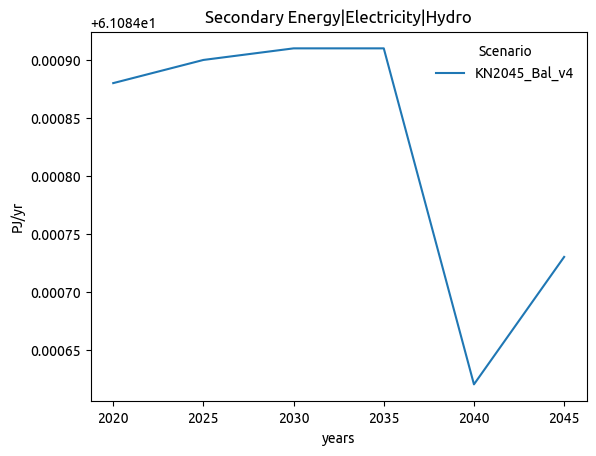 Secondary Energy|Electricity|Hydro
+6.1084e1
Scenario
KN2045_Bal_v4
0.00090
0.00085
0.00080
0.00075
0.00070
0.00065
PJ/yr
2020 2025 2030 2035 2040 2045
years